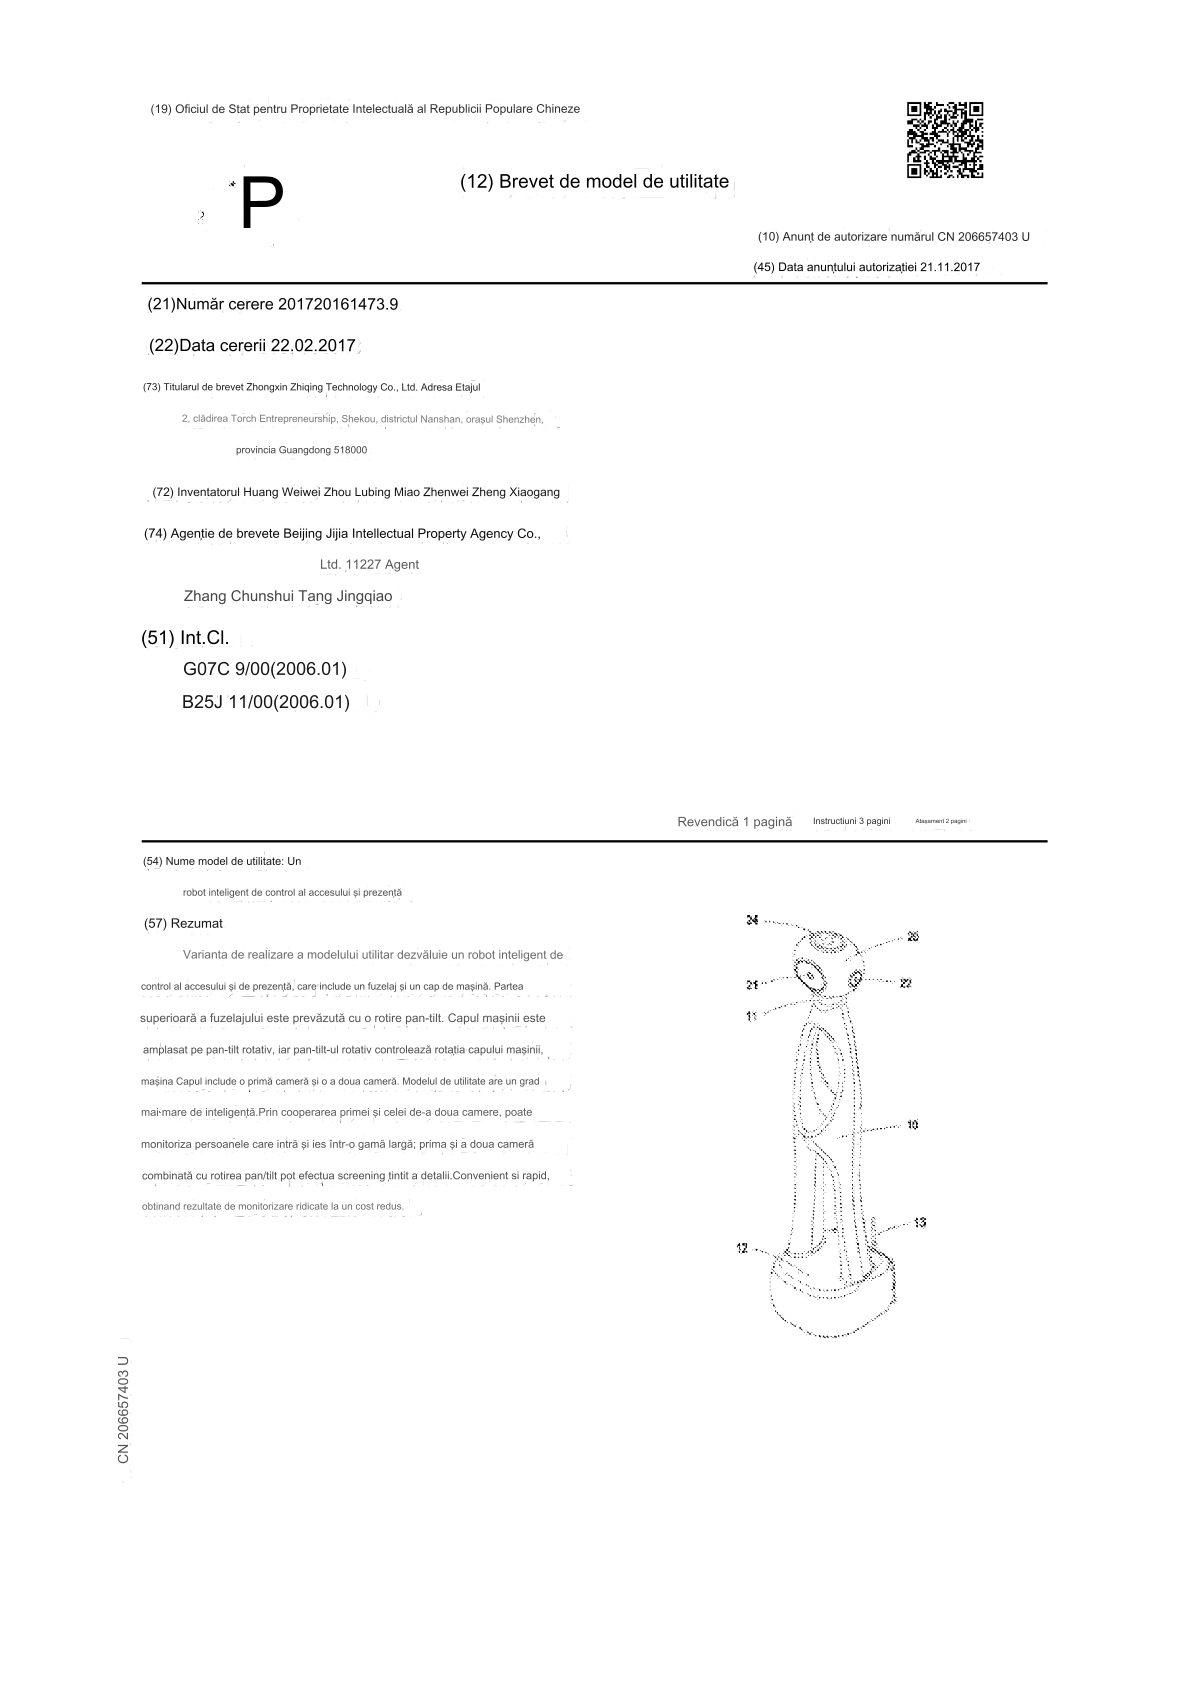 (19) Oficiul de Stat pentru Proprietate Intelectuală al Republicii Populare Chineze
P
(12) Brevet de model de utilitate
(10) Anunț de autorizare numărul CN 206657403 U
(45) Data anunțului autorizației 21.11.2017
(21)Număr cerere 201720161473.9
(22)Data cererii 22.02.2017
(73) Titularul de brevet Zhongxin Zhiqing Technology Co., Ltd. Adresa Etajul
2, clădirea Torch Entrepreneurship, Shekou, districtul Nanshan, orașul Shenzhen,
provincia Guangdong 518000
(72) Inventatorul Huang Weiwei Zhou Lubing Miao Zhenwei Zheng Xiaogang
(74) Agenție de brevete Beijing Jijia Intellectual Property Agency Co.,
Ltd. 11227 Agent
Zhang Chunshui Tang Jingqiao
(51) Int.Cl.
G07C 9/00(2006.01)
B25J 11/00(2006.01)
Revendică 1 pagină Instructiuni 3 pagini Atașament 2 pagini
(54) Nume model de utilitate: Un
robot inteligent de control al accesului și prezență
(57) Rezumat
Varianta de realizare a modelului utilitar dezvăluie un robot inteligent de
control al accesului și de prezență, care include un fuzelaj și un cap de mașină. Partea
superioară a fuzelajului este prevăzută cu o rotire pan-tilt. Capul mașinii este
amplasat pe pan-tilt rotativ, iar pan-tilt-ul rotativ controlează rotația capului mașinii,
mașina Capul include o primă cameră și o a doua cameră. Modelul de utilitate are un grad
mai mare de inteligență.Prin cooperarea primei și celei de-a doua camere, poate
monitoriza persoanele care intră și ies într-o gamă largă; prima și a doua cameră
combinată cu rotirea pan/tilt pot efectua screening țintit a detalii.Convenient si rapid,
obtinand rezultate de monitorizare ridicate la un cost redus.
24
20
21
22
11
10
13
12
CN 206657403 U